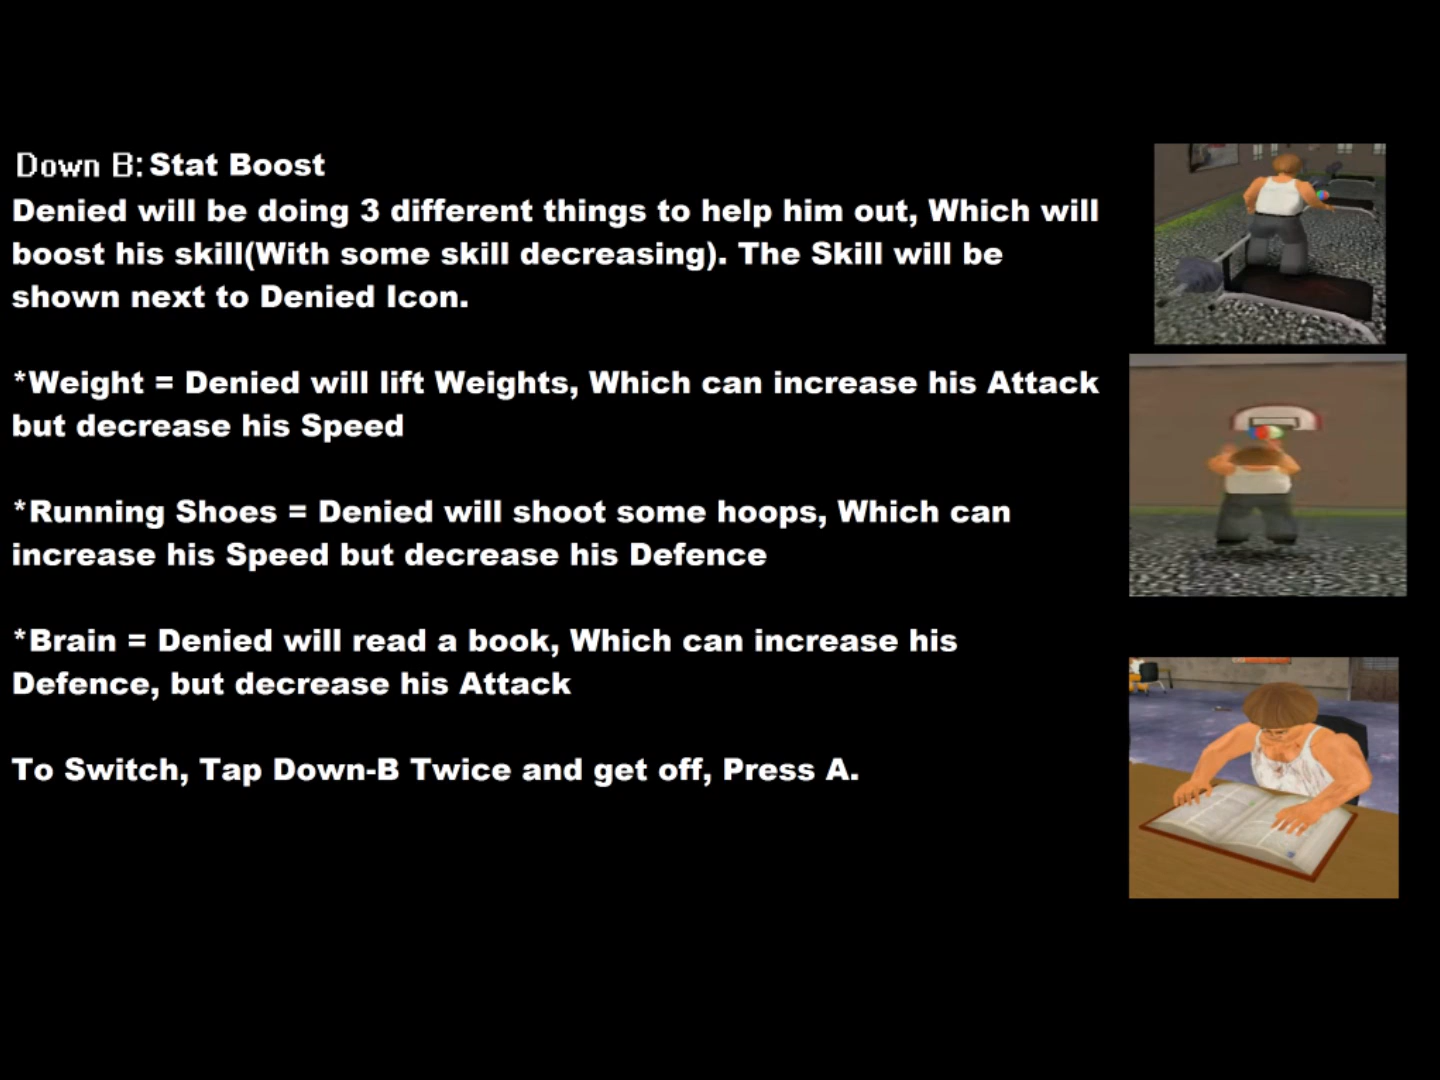 Down B: Stat Boost
Denied will be doing 3 different things to help him out, Which will
boost his skill(With some skill decreasing). The Skill will be
shown next to Denied Icon.
*Weight = Denied will lift Weights, Which can increase his Attack
but decrease his Speed
*Running Shoes = Denied will shoot some hoops, Which can
increase his Speed but decrease his Defence
*Brain = Denied will read a book, Which can increase his
Defence, but decrease his Attack
To Switch, Tap Down-B Twice and get off, Press A.